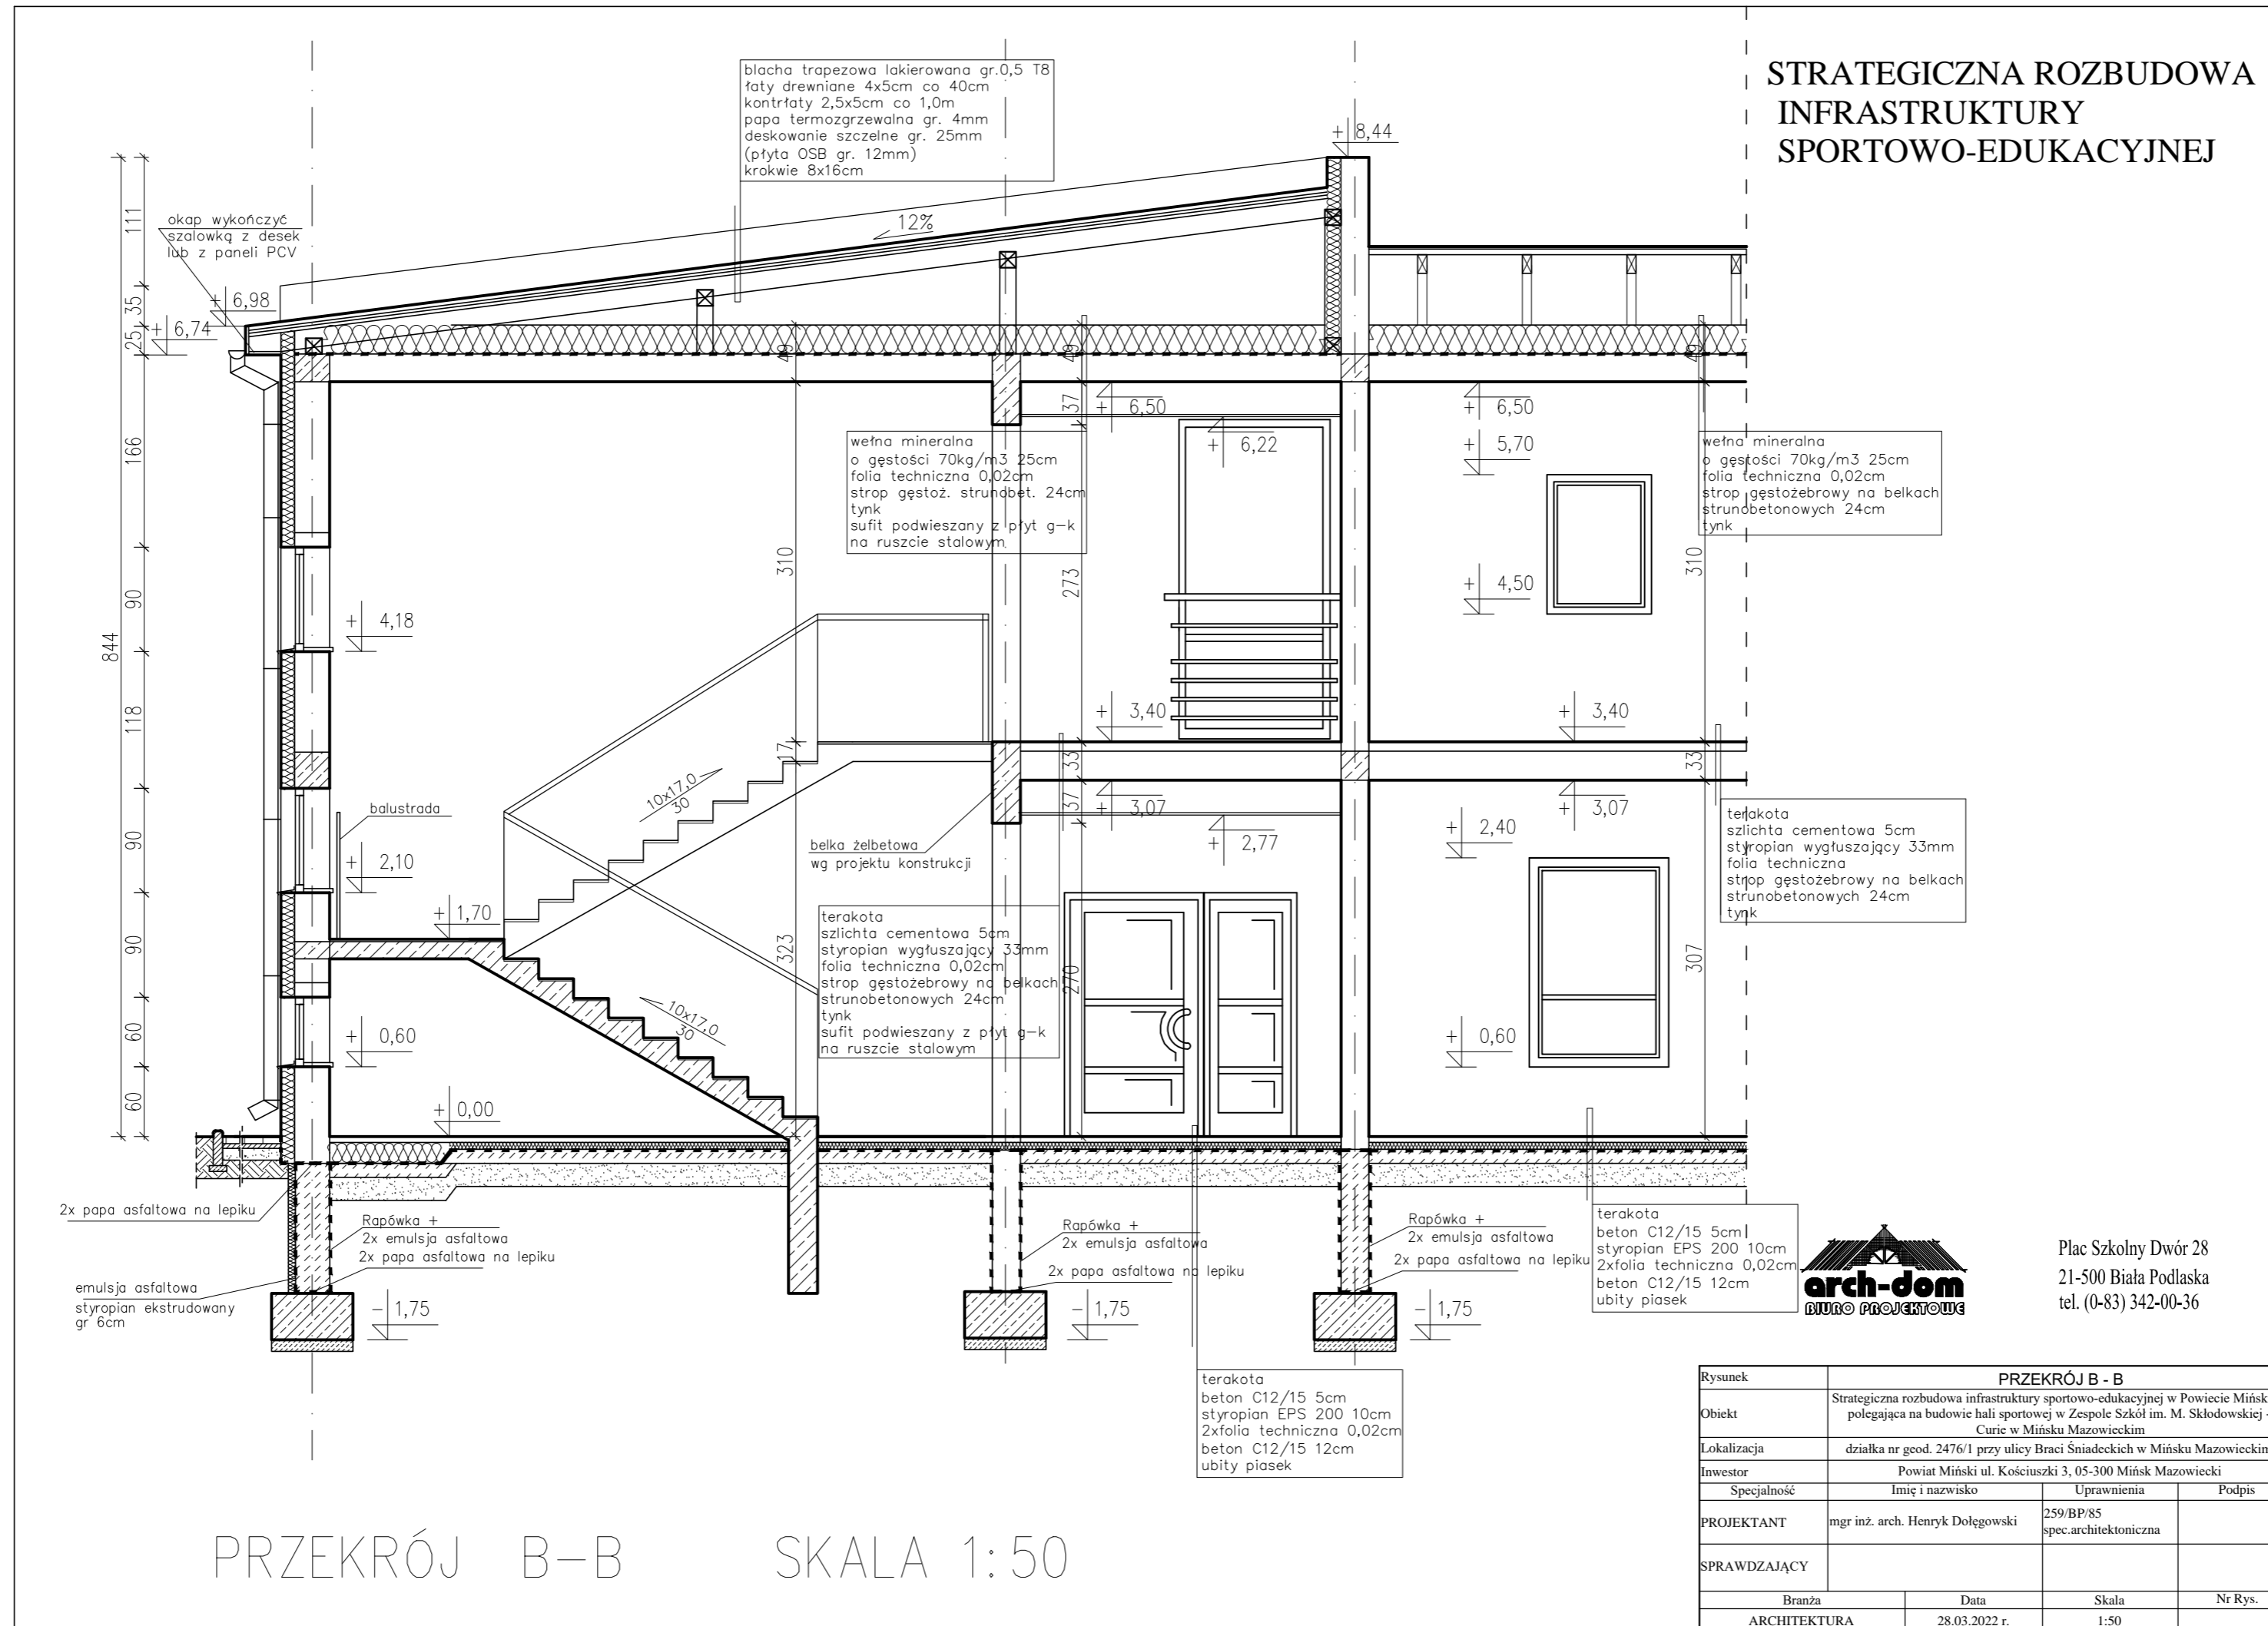 STRATEGICZNA ROZBUDOWA
INFRASTRUKTURY
SPORTOWO-EDUKACYJNEJ
blacha trapezowa lakierowana gr.0,5 T8
łaty drewniane 4x5cm co 40cm
kontrłaty 2,5x5cm co 1,0m
papa termozgrzewalna gr. 4mm
deskowanie szczelne gr. 25mm
(płyta OSB gr. 12mm)
krokwie 8x16cm
+ 8,44
12%
okap wykończyć
szalowką z desek
lub z paneli PCV
+ 6,98
+ 6,74
111
35
25
166
90
118
90
90
60
60
844
49
49
49
37
+ 6,50
+ 6,50
+ 6,22
+ 5,70
+ 4,50
wełna mineralna
o gęstości 70kg/m3 25cm
folia techniczna 0,02cm
strop gęstoż. strunobet. 24cm
tynk
sufit podwieszany z płyt g-k
na ruszcie stalowym
wełna mineralna
o gęstości 70kg/m3 25cm
folia techniczna 0,02cm
strop gęstożebrowy na belkach
strunobetonowych 24cm
tynk
310
273
310
+ 4,18
+ 3,40
+ 3,40
17
33
33
37
10x17,0
30
+ 3,07
+ 3,07
+ 2,77
+ 2,40
balustrada
+ 2,10
belka żelbetowa
wg projektu konstrukcji
terakota
szlichta cementowa 5cm
styropian wygłuszający 33mm
folia techniczna
strop gęstożebrowy na belkach
strunobetonowych 24cm
tynk
+ 1,70
terakota
szlichta cementowa 5cm
styropian wygłuszający 33mm
folia techniczna 0,02cm
strop gęstożebrowy na belkach
strunobetonowych 24cm
tynk
sufit podwieszany z płyt g-k
na ruszcie stalowym
323
270
307
10x17,0
30
+ 0,60
+ 0,60
+ 0,00
2x papa asfaltowa na lepiku
Rapówka +
2x emulsja asfaltowa
2x papa asfaltowa na lepiku
emulsja asfaltowa
styropian ekstrudowany
gr 6cm
- 1,75
Rapówka +
2x emulsja asfaltowa
2x papa asfaltowa na lepiku
- 1,75
Rapówka +
2x emulsja asfaltowa
2x papa asfaltowa na lepiku
- 1,75
terakota
beton C12/15 5cm
styropian EPS 200 10cm
2xfolia techniczna 0,02cm
beton C12/15 12cm
ubity piasek
terakota
beton C12/15 5cm
styropian EPS 200 10cm
2xfolia techniczna 0,02cm
beton C12/15 12cm
ubity piasek
arch-dom
BIURO PROJEKTOWE
Plac Szkolny Dwór 28
21-500 Biała Podlaska
tel. (0-83) 342-00-36
PRZEKRÓJ B-B SKALA 1:50
Rysunek PRZEKRÓJ B - B
Obiekt Strategiczna rozbudowa infrastruktury sportowo-edukacyjnej w Powiecie Mińsk
polegająca na budowie hali sportowej w Zespole Szkół im. M. Skłodowskiej -
Curie w Mińsku Mazowieckim
Lokalizacja działka nr geod. 2476/1 przy ulicy Braci Śniadeckich w Mińsku Mazowieckim
Inwestor Powiat Miński ul. Kościuszki 3, 05-300 Mińsk Mazowiecki
Specjalność Imię i nazwisko Uprawnienia Podpis
PROJEKTANT mgr inż. arch. Henryk Dołęgowski 259/BP/85
spec.architektoniczna
SPRAWDZAJĄCY
Branża Data Skala Nr Rys.
ARCHITEKTURA 28.03.2022 r. 1:50